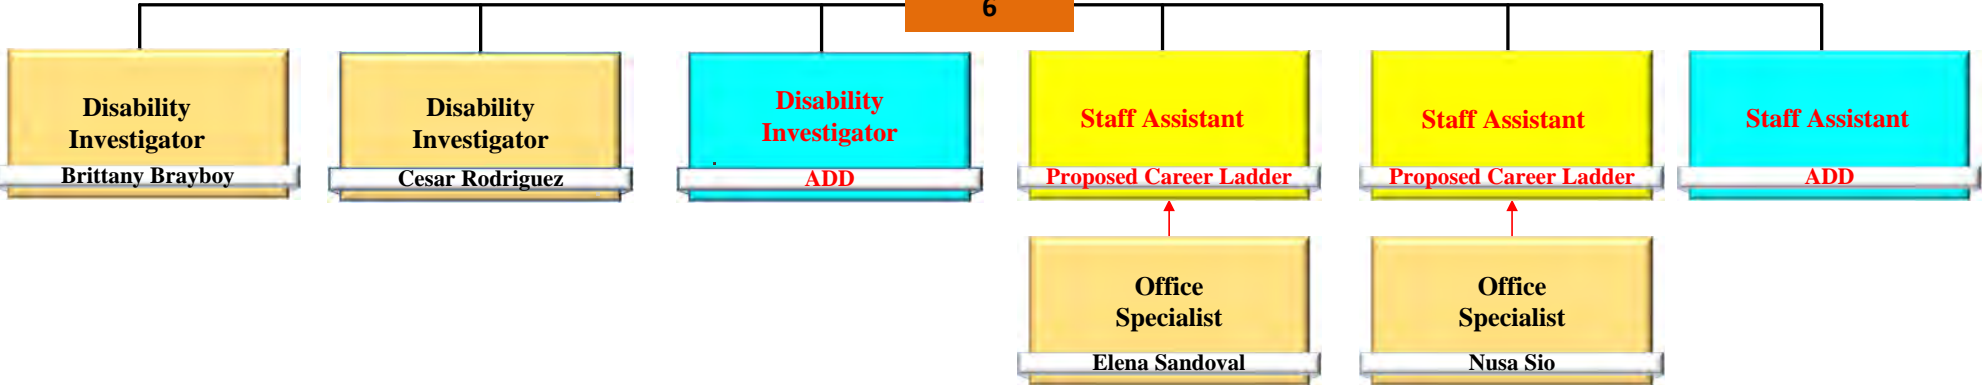 6
Disability
Investigator
Brittany Brayboy
Disability
Investigator
Cesar Rodriguez
Disability
Investigator
.
ADD
Staff Assistant
Proposed Career Ladder
Staff Assistant
Proposed Career Ladder
Staff Assistant
ADD
Office
Specialist
Elena Sandoval
Office
Specialist
Nusa Sio